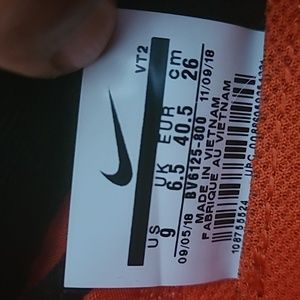 VT2
US UK EUR cm
9 6.5 40.5 26
09/05/18 BV6125-800 11/09/18
MADE IN VIETNAM
FABRIQUE AU VIETNAM